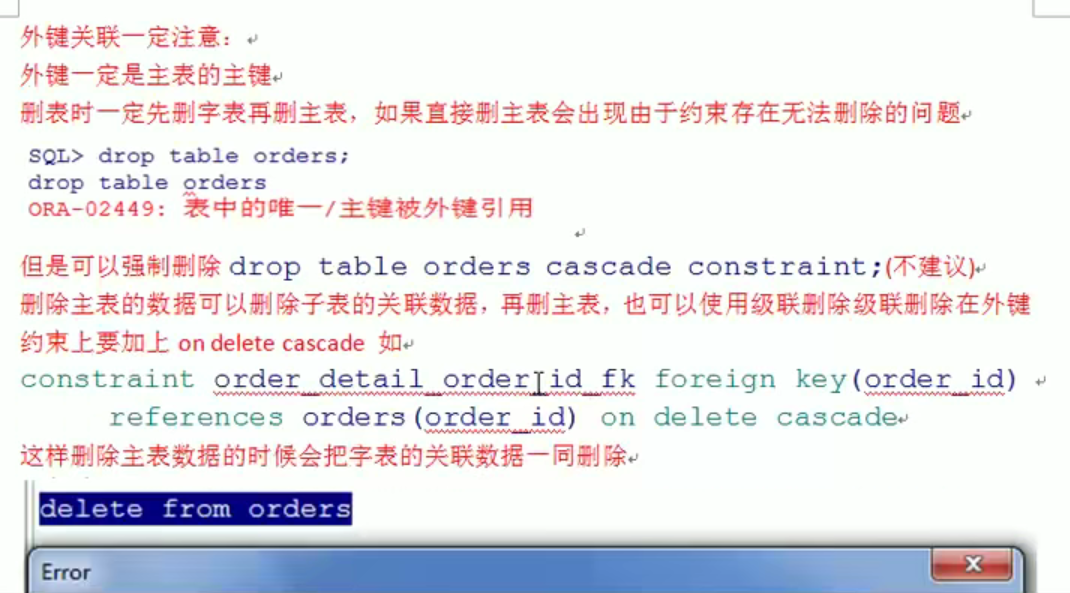 外键关联一定注意：
外键一定是主表的主键
删表时一定先删字表再删主表，如果直接删主表会出现由于约束存在无法删除的问题
SQL> drop table orders;
drop table orders
ORA-02449: 表中的唯一/主键被外键引用
但是可以强制删除 drop table orders cascade constraint;(不建议)
删除主表的数据可以删除子表的关联数据，再删主表，也可以使用级联删除级联删除在外键
约束上要加上 on delete cascade 如
constraint order_detail_order_id_fk foreign key(order_id)
references orders(order_id) on delete cascade
这样删除主表数据的时候会把字表的关联数据一同删除
delete from orders
Error